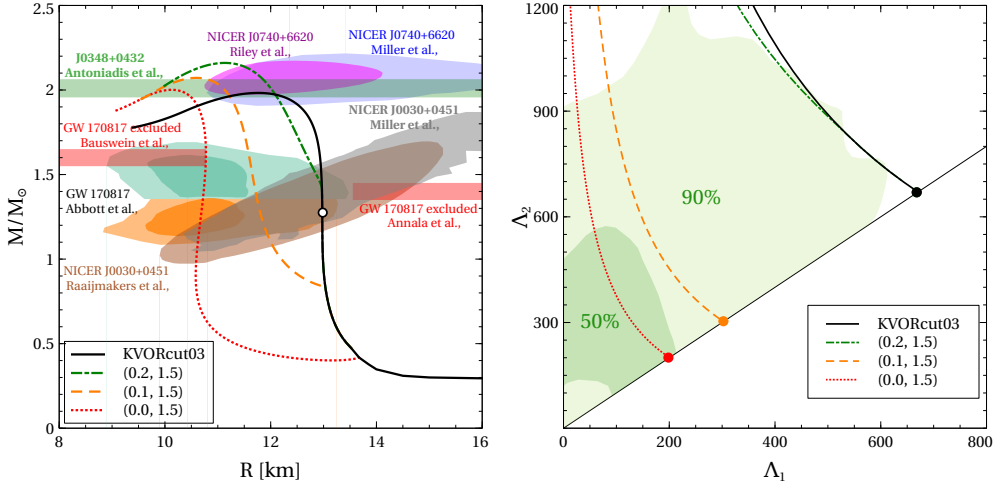 2.5
2
1.5
1
0.5
0
M/M⊙
8
10
12
14
16
R [km]
J0348+0432
Antoniadis et al.,
NICER J0740+6620
Riley et al.,
NICER J0740+6620
Miller et al.,
NICER J0030+0451
Miller et al.,
GW 170817 excluded
Bauswein et al.,
GW 170817
Abbott et al.,
GW 170817 excluded
Annala et al.,
NICER J0030+0451
Raaijmakers et al.,
KVORcut03
(0.2, 1.5)
(0.1, 1.5)
(0.0, 1.5)
1200
900
600
300
0
Λ2
0
200
400
600
800
Λ1
90%
50%
KVORcut03
(0.2, 1.5)
(0.1, 1.5)
(0.0, 1.5)